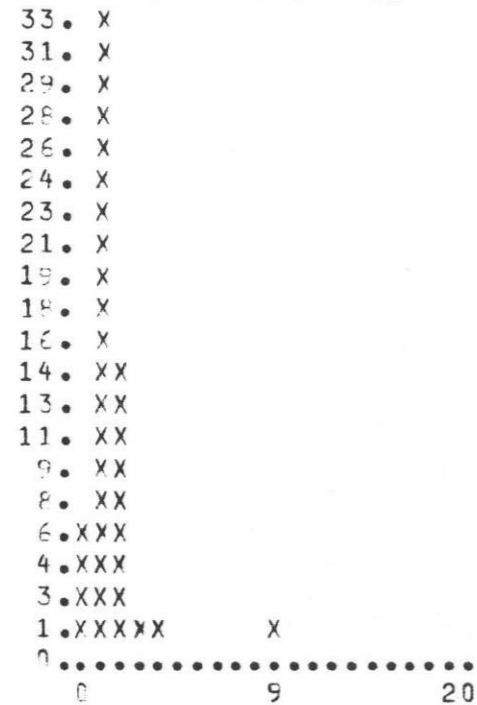 33. X
31. X
29. X
28. X
26. X
24. X
23. X
21. X
19. X
18. X
16. X
14. XX
13. XX
11. XX
9. XX
8. XX
6.XXX
4.XXX
3.XXX
1.XXXXX X
0......................
0 9 20